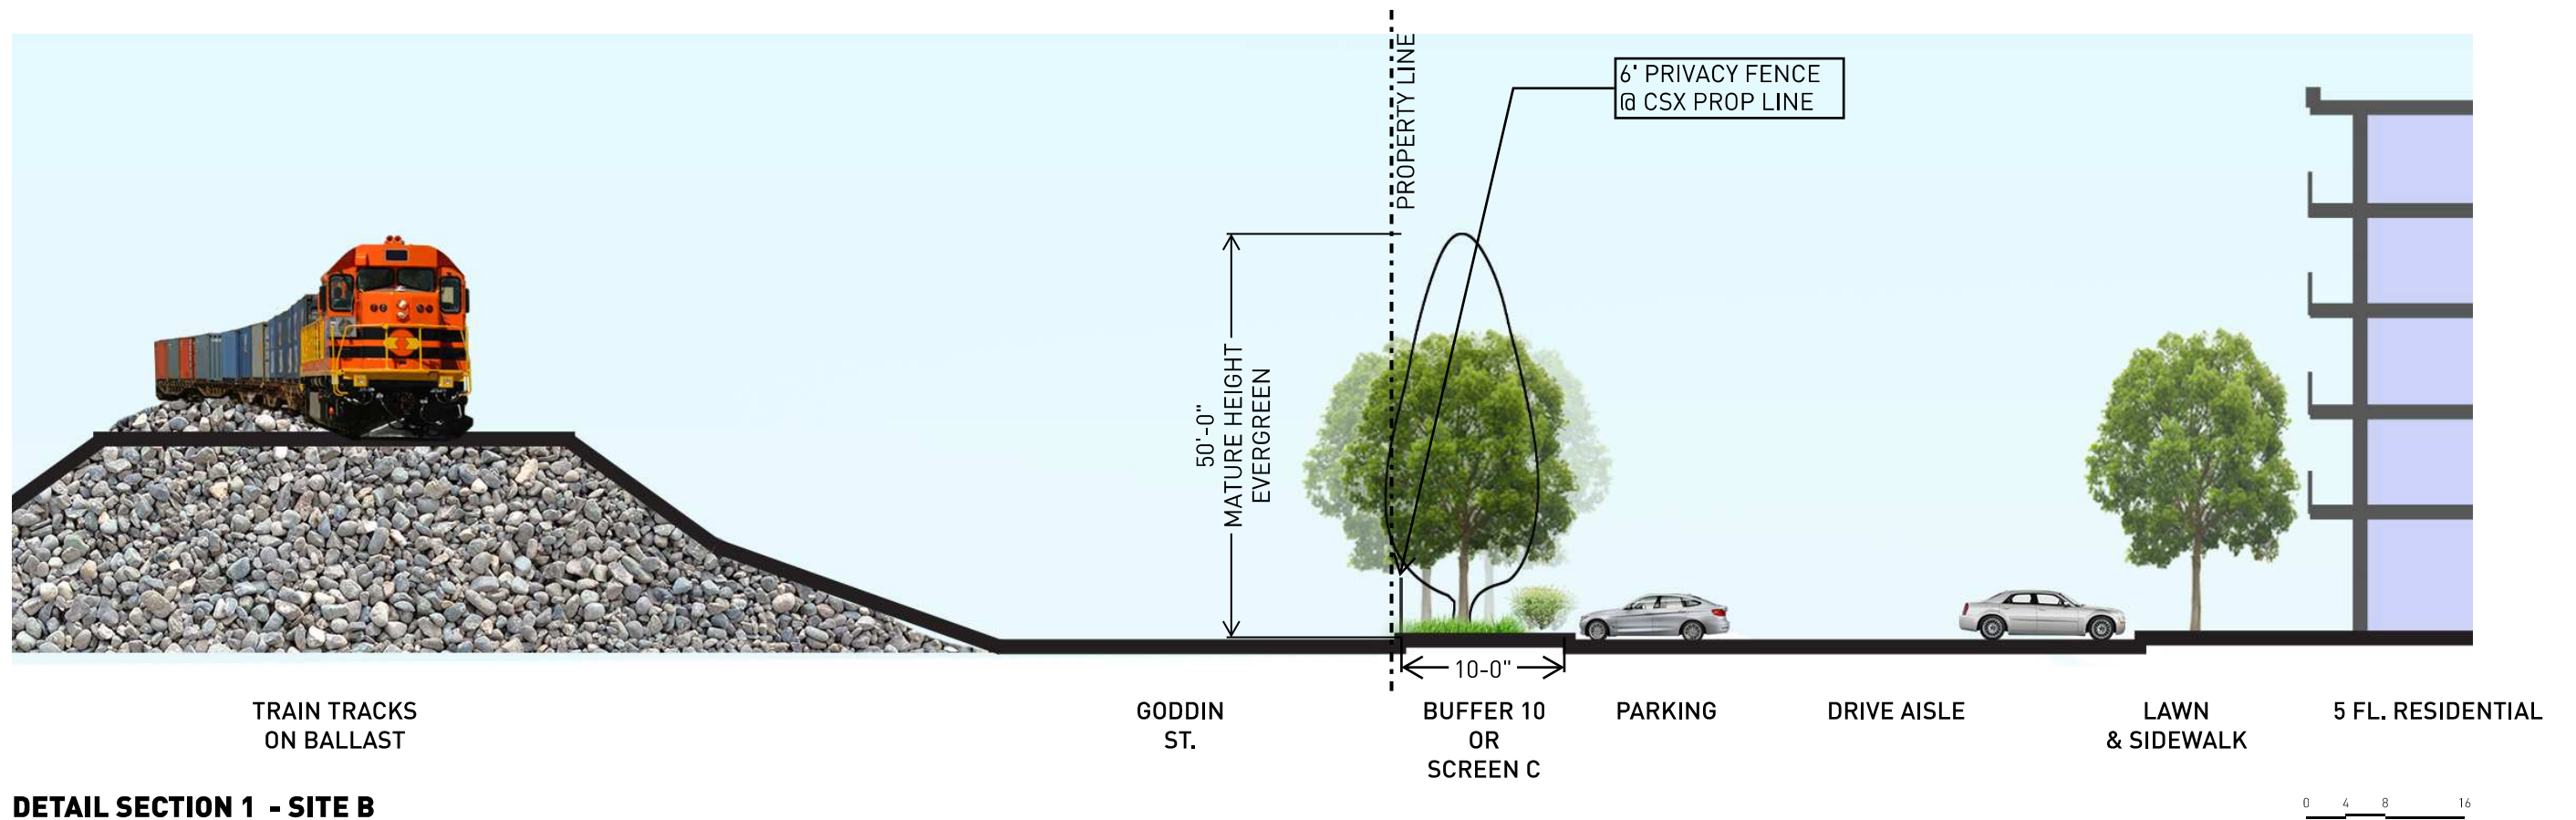 PROPERTY LINE
6' PRIVACY FENCE
@ CSX PROP LINE
50'-0"
MATURE HEIGHT
EVERGREEN
10-0"
TRAIN TRACKS
ON BALLAST
GODDIN
ST.
BUFFER 10
OR
SCREEN C
PARKING
DRIVE AISLE
LAWN
& SIDEWALK
5 FL. RESIDENTIAL
DETAIL SECTION 1 - SITE B
0 4 8 16